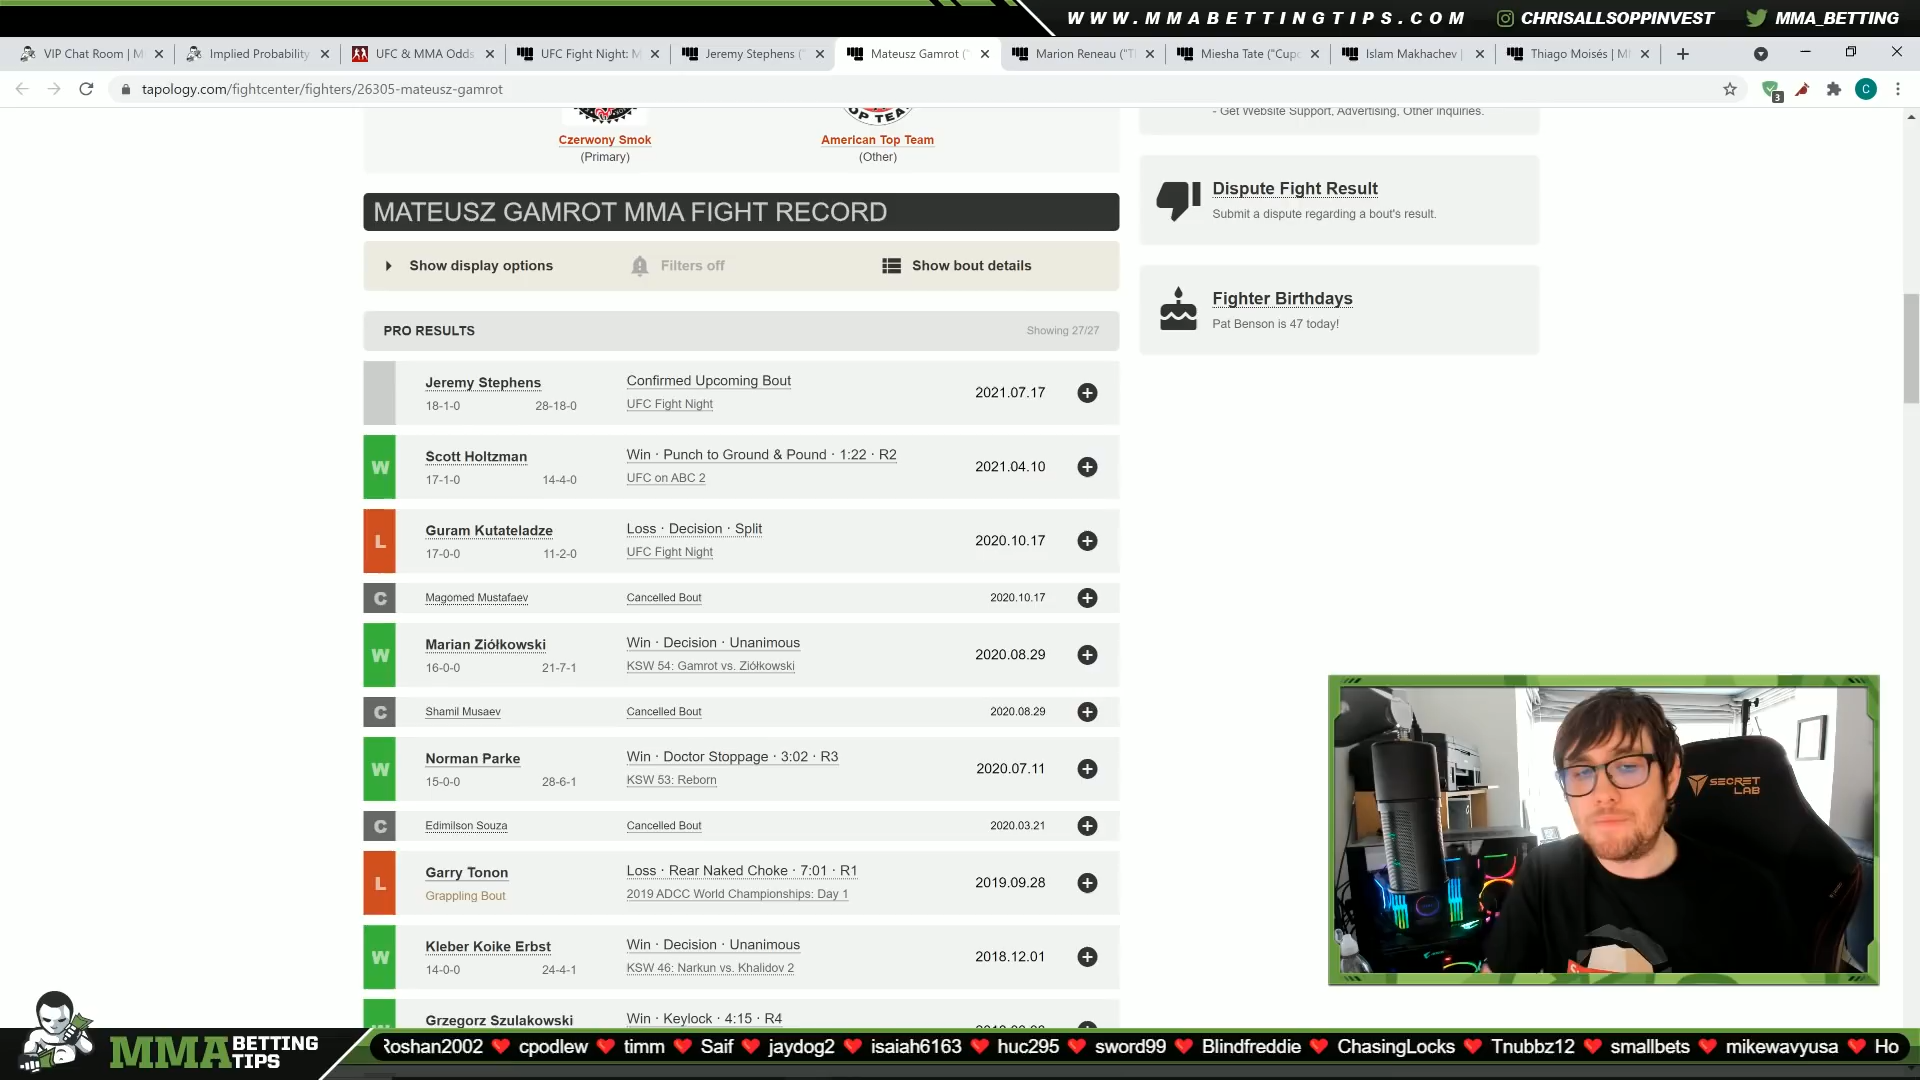 WWW.MMABETTINGTIPS.COM CHRISALLSOPPINVEST MMA_BETTING
VIP Chat Room | M Implied Probability UFC & MMA Odds UFC Fight Night: M Jeremy Stephens (" Mateusz Gamrot (" Marion Reneau ("T Miesha Tate ("Cup Islam Makhachev | Thiago Moisés | M
tapology.com/fightcenter/fighters/26305-mateusz-gamrot
3
C
OP TEA
Czerwony Smok
(Primary)
American Top Team
(Other)
- Get Website Support, Advertising, Other inquiries.
Dispute Fight Result
Submit a dispute regarding a bout's result.
Fighter Birthdays
Pat Benson is 47 today!
MATEUSZ GAMROT MMA FIGHT RECORD
Show display options Filters off Show bout details
PRO RESULTS Showing 27/27
Jeremy Stephens Confirmed Upcoming Bout 2021.07.17
18-1-0 28-18-0 UFC Fight Night
W Scott Holtzman Win · Punch to Ground & Pound · 1:22 · R2 2021.04.10
17-1-0 14-4-0 UFC on ABC 2
L Guram Kutateladze Loss · Decision · Split 2020.10.17
17-0-0 11-2-0 UFC Fight Night
C Magomed Mustafaev Cancelled Bout 2020.10.17
W Marian Ziółkowski Win · Decision · Unanimous 2020.08.29
16-0-0 21-7-1 KSW 54: Gamrot vs. Ziółkowski
C Shamil Musaev Cancelled Bout 2020.08.29
W Norman Parke Win · Doctor Stoppage · 3:02 · R3 2020.07.11
15-0-0 28-6-1 KSW 53: Reborn
C Edimilson Souza Cancelled Bout 2020.03.21
L Garry Tonon Loss · Rear Naked Choke · 7:01 · R1 2019.09.28
Grappling Bout 2019 ADCC World Championships: Day 1
W Kleber Koike Erbst Win · Decision · Unanimous 2018.12.01
14-0-0 24-4-1 KSW 46: Narkun vs. Khalidov 2
Grzegorz Szulakowski Win · Keylock · 4:15 · R4
SECRET
LAB
MMA BETTING
TIPS
Roshan2002 cpodlew timm Saif jaydog2 isaiah6163 huc295 sword99 Blindfreddie ChasingLocks Tnubbz12 smallbets mikewavyusa Ho